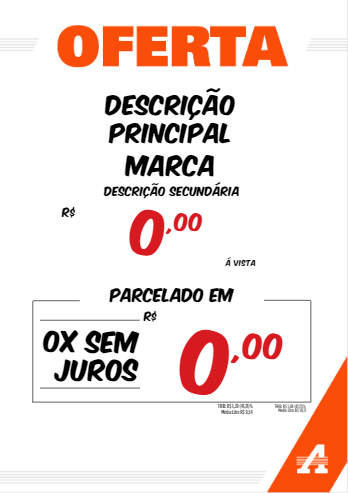 OFERTA
DESCRIÇÃO
PRINCIPAL
MARCA
DESCRIÇÃO SECUNDÁRIA
R$
0,00
Á VISTA
PARCELADO EM
R$
0X SEM
JUROS
0,00
A